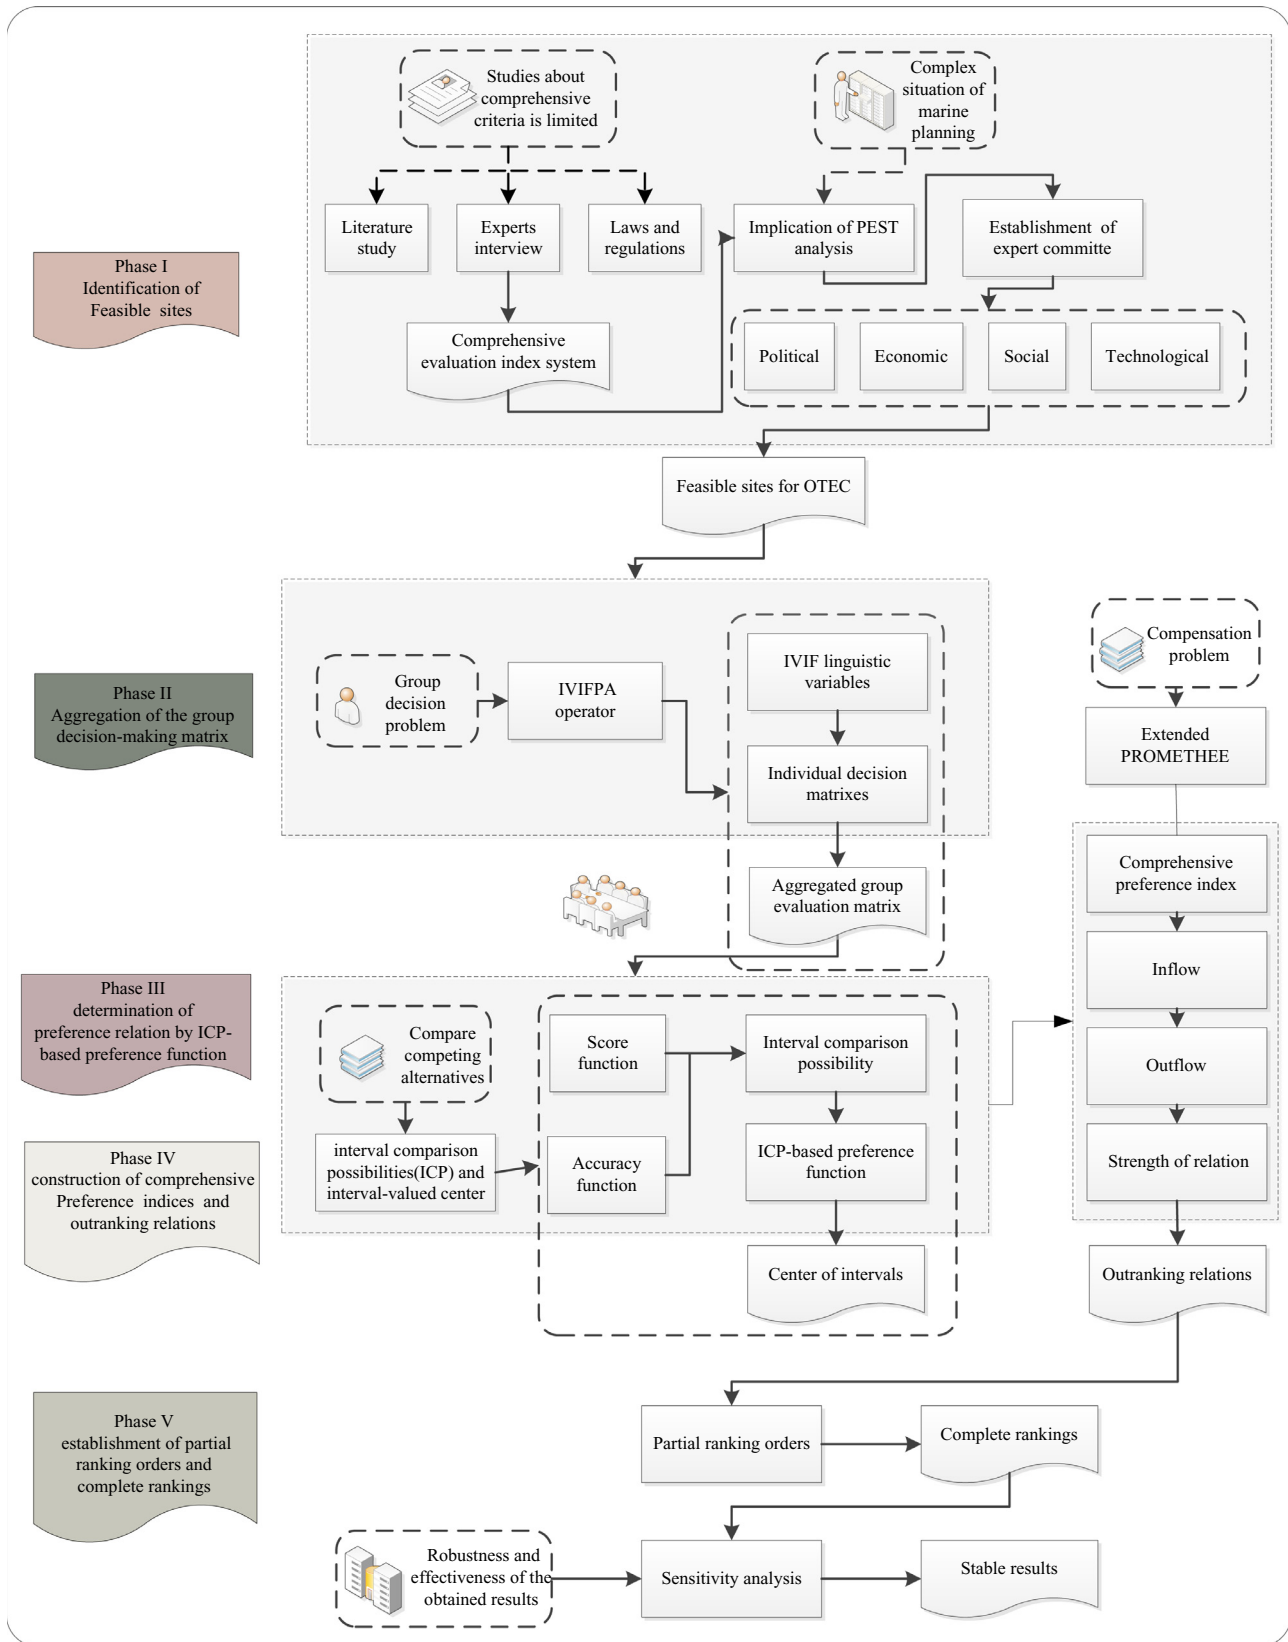 Studies about
comprehensive
criteria is limited
Complex
situation of
marine
planning
Literature
study
Experts
interview
Laws and
regulations
Implication of PEST
analysis
Establishment of
expert committe
Phase I
Identification of
Feasible sites
Comprehensive
evaluation index system
Political
Economic
Social
Technological
Feasible sites for OTEC
Phase II
Aggregation of the group
decision-making matrix
Group
decision
problem
IVIFPA
operator
IVIF linguistic
variables
Individual decision
matrixes
Aggregated group
evaluation matrix
Compensation
problem
Extended
PROMETHEE
Comprehensive
preference index
Inflow
Outflow
Strength of relation
Outranking relations
Phase III
determination of
preference relation by ICP-
based preference function
Compare
competing
alternatives
interval comparison
possibilities(ICP) and
interval-valued center
Score
function
Accuracy
function
Interval comparison
possibility
ICP-based preference
function
Center of intervals
Phase IV
construction of comprehensive
Preference indices and
outranking relations
Phase V
establishment of partial
ranking orders and
complete rankings
Partial ranking orders
Complete rankings
Robustness and
effectiveness of the
obtained results
Sensitivity analysis
Stable results